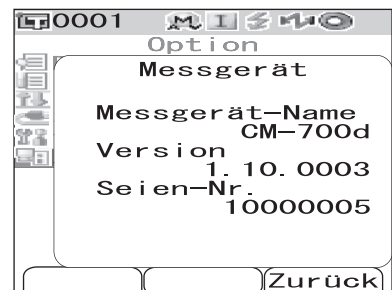 0001 M I
Option
Messgerät
Messgerät-Name
CM-700d
Version
1.10.0003
Seien-Nr.
10000005
Zurück